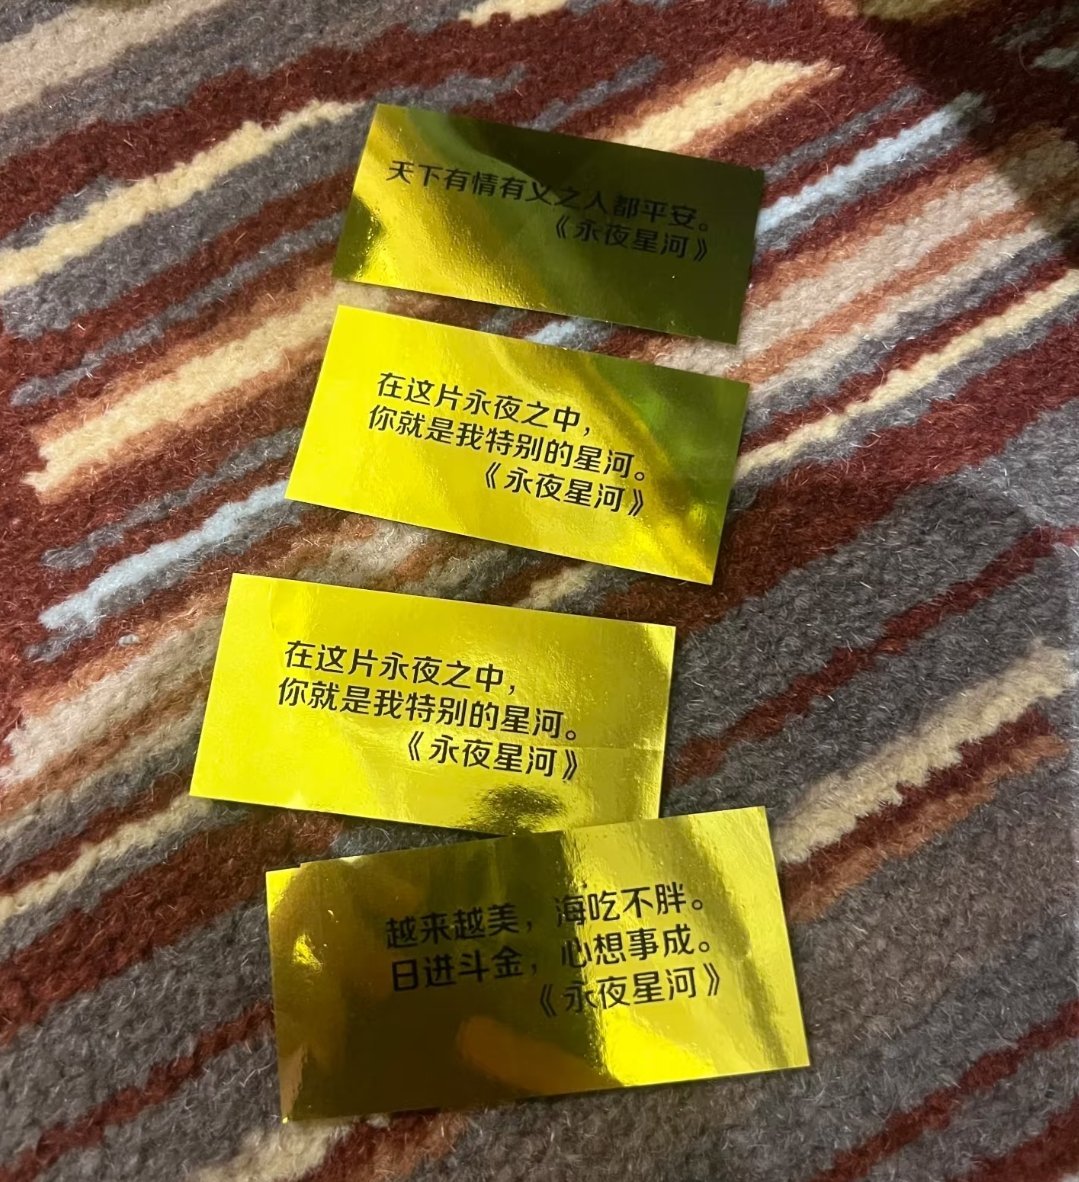 天下有情有义之人都平安。
《永夜星河》
在这片永夜之中，
你就是我特别的星河。
《永夜星河》
在这片永夜之中，
你就是我特别的星河。
《永夜星河》
越来越美，海吃不胖。
日进斗金，心想事成。
《永夜星河》